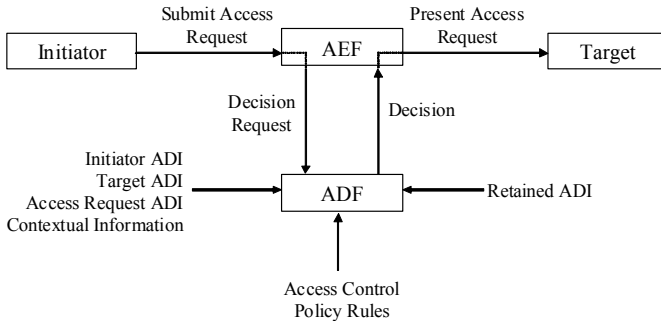 Submit Access
Request
Present Access
Request
Initiator
AEF
Target
Decision
Request
Decision
Initiator ADI
Target ADI
Access Request ADI
Contextual Information
ADF
Retained ADI
Access Control
Policy Rules